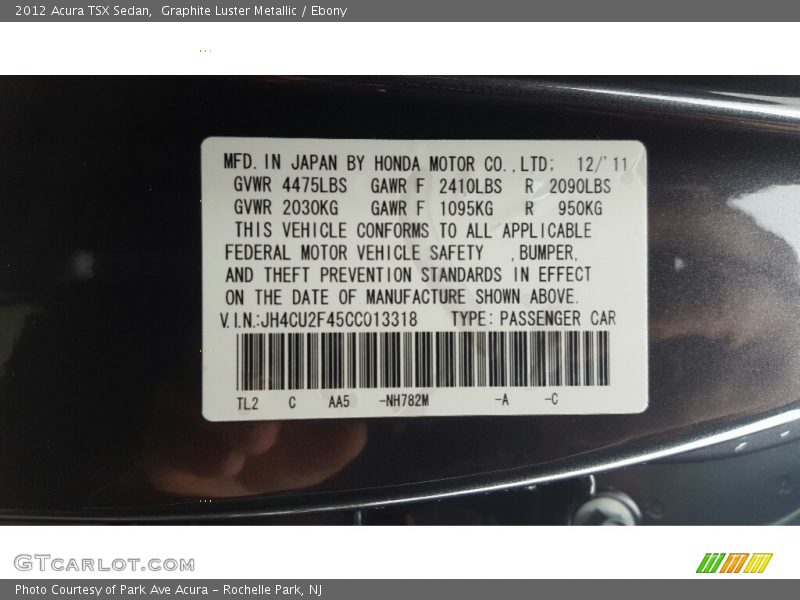 2012 Acura TSX Sedan,  Graphite Luster Metallic / Ebony
MFD. IN JAPAN BY HONDA MOTOR CO.,LTD; 12/'11
GVWR 4475LBS GAWR F 2410LBS R 2090LBS
GVWR 2030KG GAWR F 1095KG R 950KG
THIS VEHICLE CONFORMS TO ALL APPLICABLE
FEDERAL MOTOR VEHICLE SAFETY ,BUMPER,
AND THEFT PREVENTION STANDARDS IN EFFECT
ON THE DATE OF MANUFACTURE SHOWN ABOVE.
V.I.N.:JH4CU2F45CC013318 TYPE: PASSENGER CAR
TL2 C AA5 -NH782M -A -C
GTCARLOT.COM
Photo Courtesy of Park Ave Acura - Rochelle Park, NJ